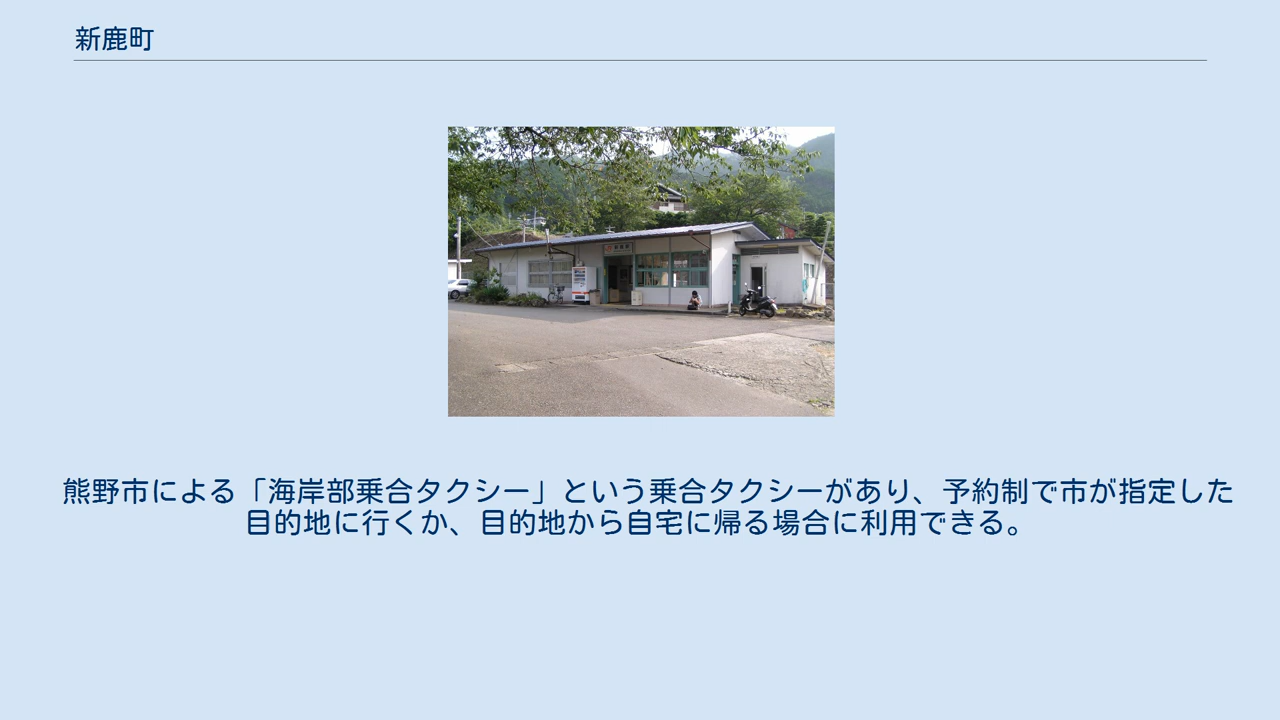 新鹿町
熊野市による「海岸部乗合タクシー」という乗合タクシーがあり、予約制で市が指定した
目的地に行くか、目的地から自宅に帰る場合に利用できる。